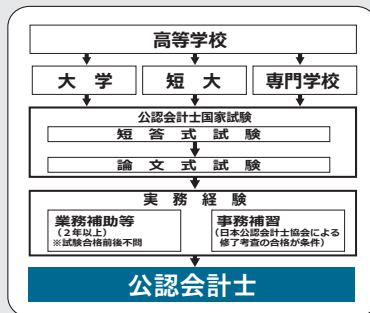 高等学校
大学
短大
専門学校
公認会計士国家試験
短答式試験
論文式試験
実務経験
業務補助等
（２年以上）
※試験合格前後不問
事務補習
（日本公認会計士協会による
修了考査の合格が条件）
公認会計士